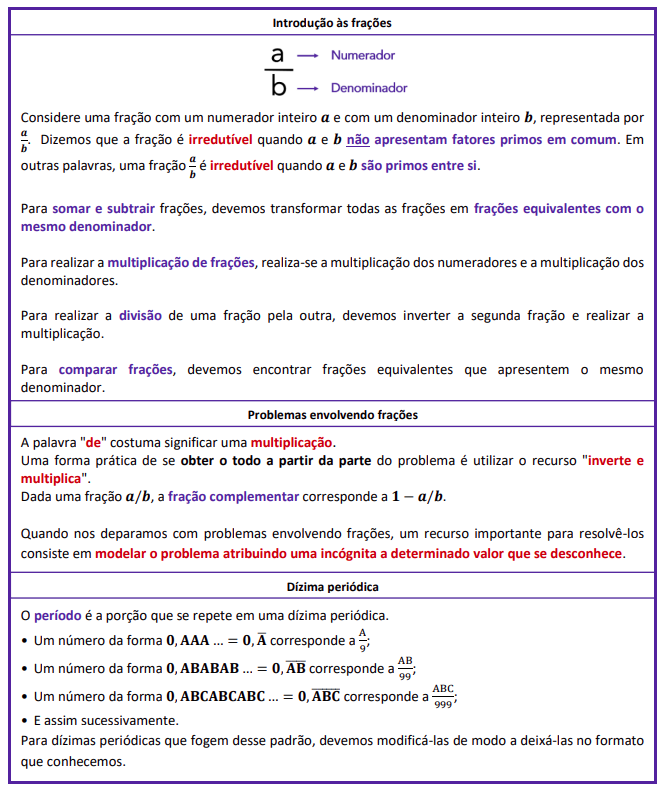 Introdução às frações
a → Numerador
b → Denominador
Considere uma fração com um numerador inteiro a e com um denominador inteiro b, representada por
a/b. Dizemos que a fração é irredutível quando a e b não apresentam fatores primos em comum. Em
outras palavras, uma fração a/b é irredutível quando a e b são primos entre si.
Para somar e subtrair frações, devemos transformar todas as frações em frações equivalentes com o
mesmo denominador.
Para realizar a multiplicação de frações, realiza-se a multiplicação dos numeradores e a multiplicação dos
denominadores.
Para realizar a divisão de uma fração pela outra, devemos inverter a segunda fração e realizar a
multiplicação.
Para comparar frações, devemos encontrar frações equivalentes que apresentem o mesmo
denominador.
Problemas envolvendo frações
A palavra "de" costuma significar uma multiplicação.
Uma forma prática de se obter o todo a partir da parte do problema é utilizar o recurso "inverte e
multiplica".
Dada uma fração a/b, a fração complementar corresponde a 1 − a/b.
Quando nos deparamos com problemas envolvendo frações, um recurso importante para resolvê-los
consiste em modelar o problema atribuindo uma incógnita a determinado valor que se desconhece.
Dízima periódica
O período é a porção que se repete em uma dízima periódica.
• Um número da forma 0, AAA … = 0, A̅ corresponde a A/9;
• Um número da forma 0, ABABAB … = 0, A̅B̅ corresponde a AB/99;
• Um número da forma 0, ABCABCABC … = 0, A̅B̅C̅ corresponde a ABC/999;
• E assim sucessivamente.
Para dízimas periódicas que fogem desse padrão, devemos modificá-las de modo a deixá-las no formato
que conhecemos.